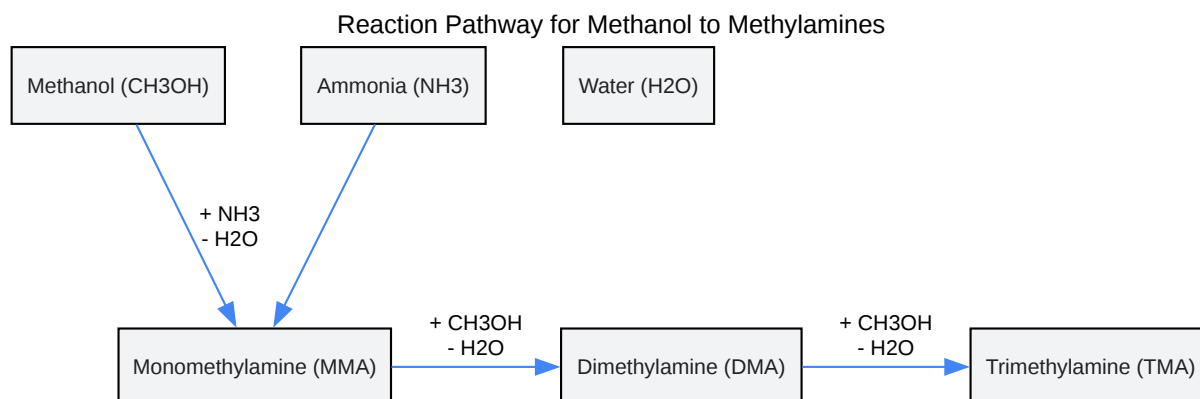 Reaction Pathway for Methanol to Methylamines
Methanol (CH3OH)
Ammonia (NH3)
Water (H2O)
+ NH3
- H2O
+ CH3OH
- H2O
+ CH3OH
- H2O
Monomethylamine (MMA)
Dimethylamine (DMA)
Trimethylamine (TMA)